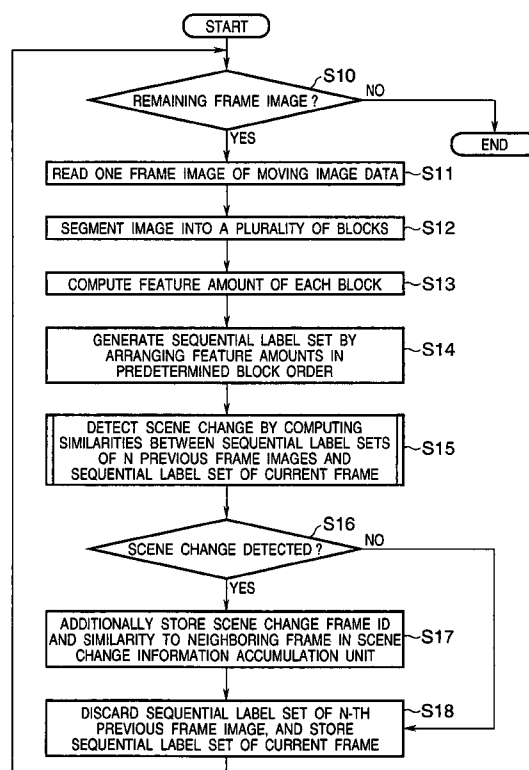 START
S10
REMAINING FRAME IMAGE ?
NO
YES
END
READ ONE FRAME IMAGE OF MOVING IMAGE DATA
S11
SEGMENT IMAGE INTO A PLURALITY OF BLOCKS
S12
COMPUTE FEATURE AMOUNT OF EACH BLOCK
S13
GENERATE SEQUENTIAL LABEL SET BY
ARRANGING FEATURE AMOUNTS IN
PREDETERMINED BLOCK ORDER
S14
DETECT SCENE CHANGE BY COMPUTING
SIMILARITIES BETWEEN SEQUENTIAL LABEL SETS
OF N PREVIOUS FRAME IMAGES AND
SEQUENTIAL LABEL SET OF CURRENT FRAME
S15
S16
SCENE CHANGE DETECTED ?
NO
YES
ADDITIONALLY STORE SCENE CHANGE FRAME ID
AND SIMILARITY TO NEIGHBORING FRAME IN SCENE
CHANGE INFORMATION ACCUMULATION UNIT
S17
DISCARD SEQUENTIAL LABEL SET OF N-TH
PREVIOUS FRAME IMAGE, AND STORE
SEQUENTIAL LABEL SET OF CURRENT FRAME
S18